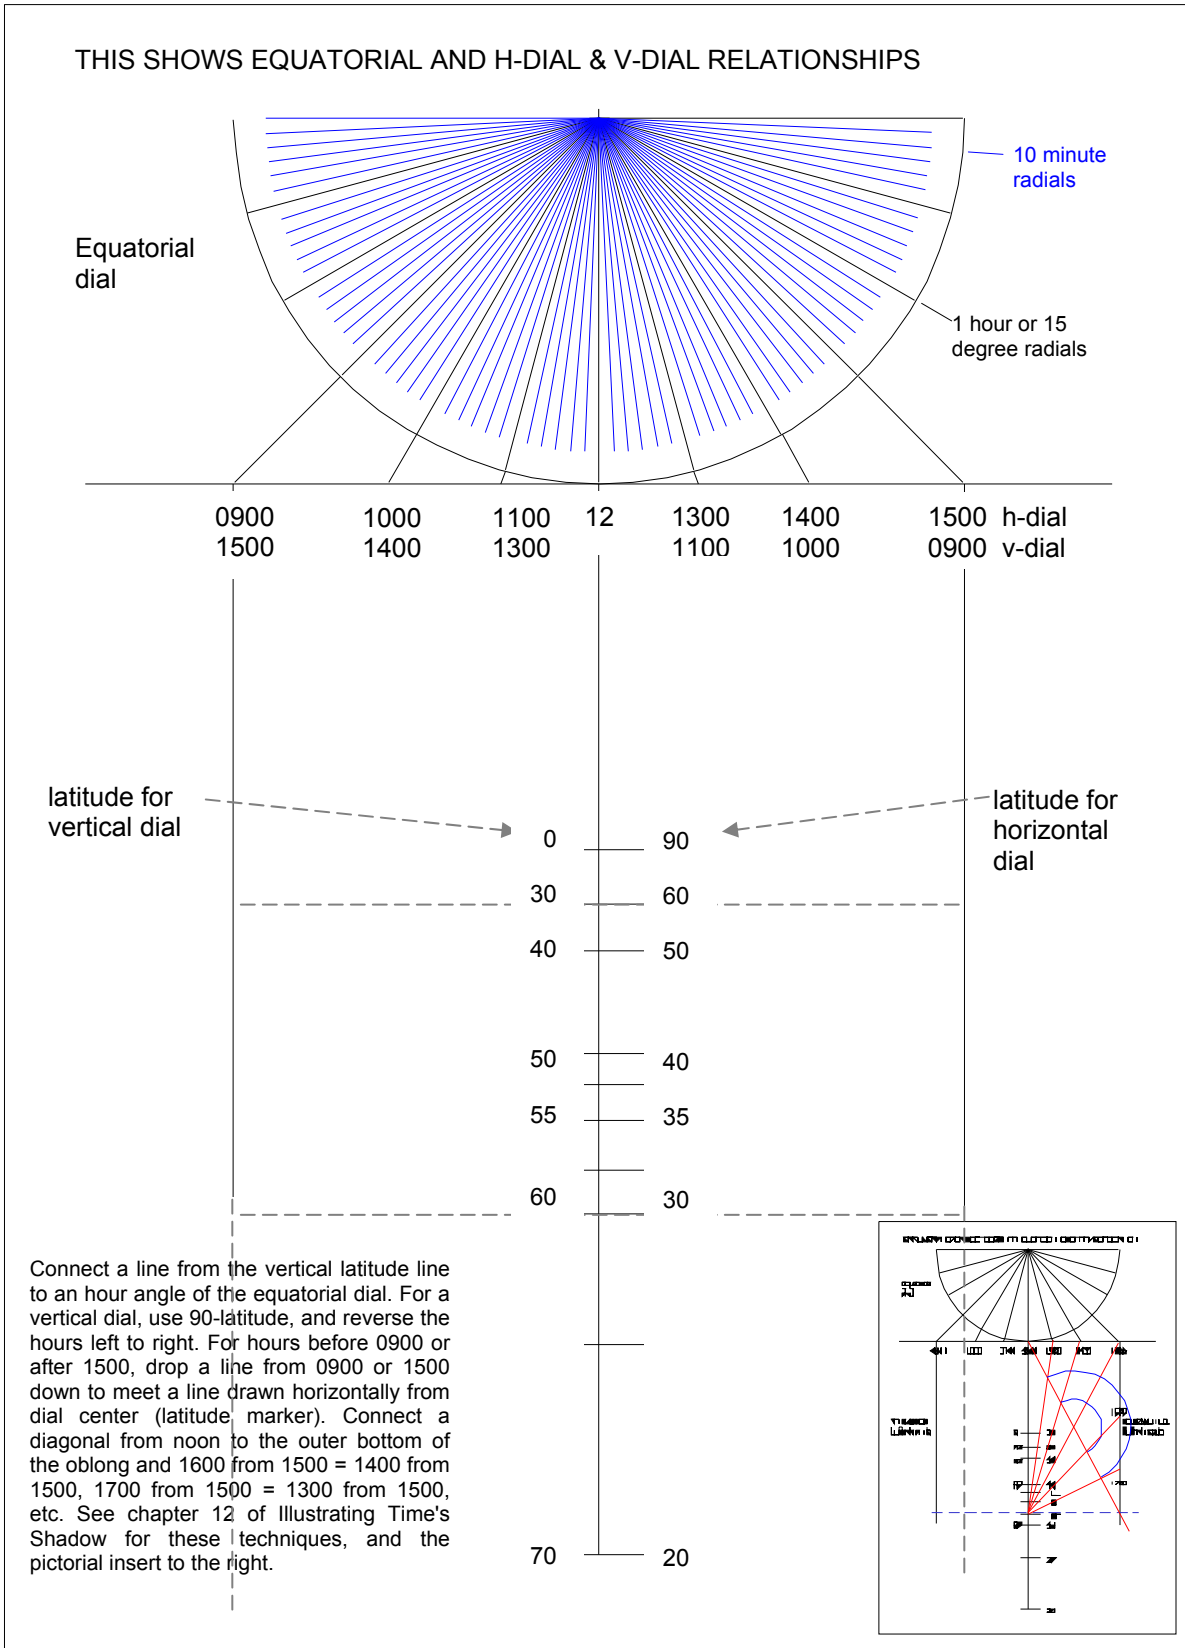 THIS SHOWS EQUATORIAL AND H-DIAL & V-DIAL RELATIONSHIPS
10 minute
radials
Equatorial
dial
1 hour or 15
degree radials
0900 1000 1100 12 1300 1400 1500 h-dial
1500 1400 1300 1100 1000 0900 v-dial
latitude for
vertical dial
latitude for
horizontal
dial
0 90
30 60
40 50
50 40
55 35
60 30
Connect a line from the vertical latitude line
to an hour angle of the equatorial dial. For a
vertical dial, use 90-latitude, and reverse the
hours left to right. For hours before 0900 or
after 1500, drop a line from 0900 or 1500
down to meet a line drawn horizontally from
dial center (latitude marker). Connect a
diagonal from noon to the outer bottom of
the oblong and 1600 from 1500 = 1400 from
1500, 1700 from 1500 = 1300 from 1500,
etc. See chapter 12 of Illustrating Time's
Shadow for these techniques, and the
pictorial insert to the right.
70 20